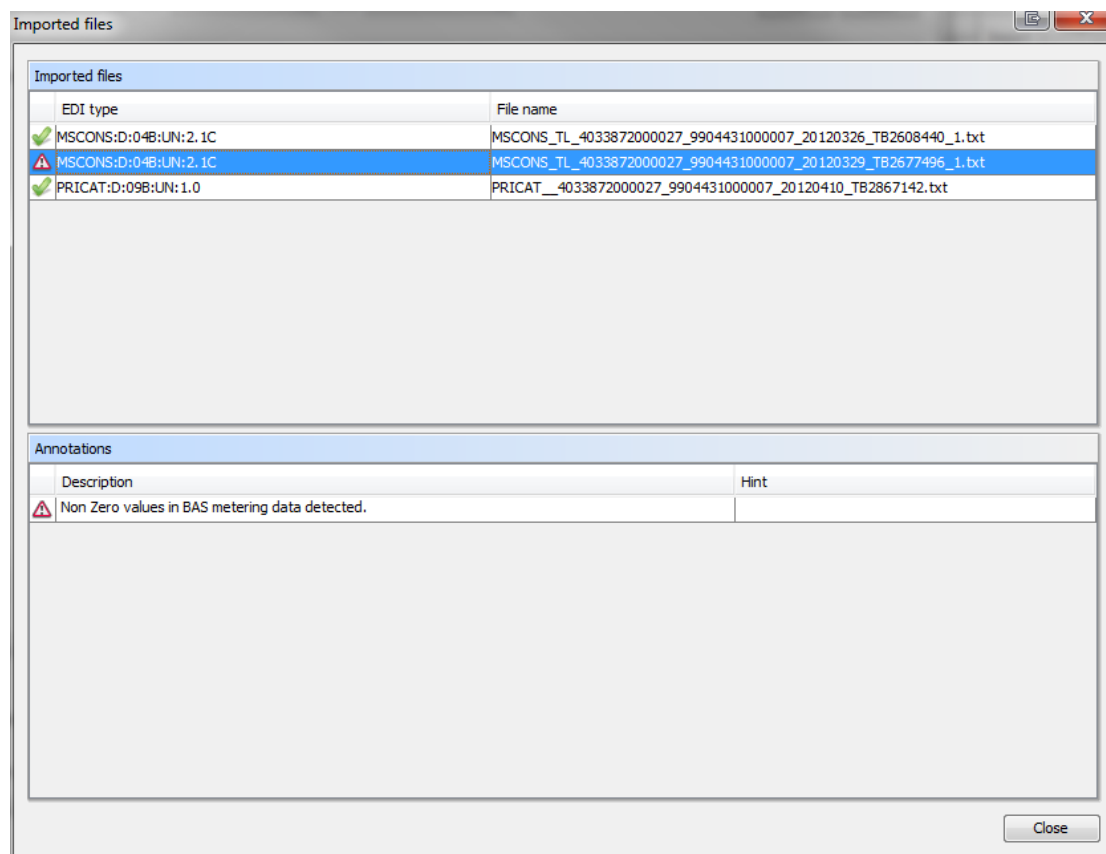 Imported files
Imported files
EDI type File name
MSCONS:D:04B:UN:2.1C MSCONS_TL_4033872000027_9904431000007_20120326_TB2608440_1.txt
MSCONS:D:04B:UN:2.1C MSCONS_TL_4033872000027_9904431000007_20120329_TB2677496_1.txt
PRICAT:D:09B:UN:1.0 PRICAT__4033872000027_9904431000007_20120410_TB2867142.txt
Annotations
Description Hint
Non Zero values in BAS metering data detected.
Close